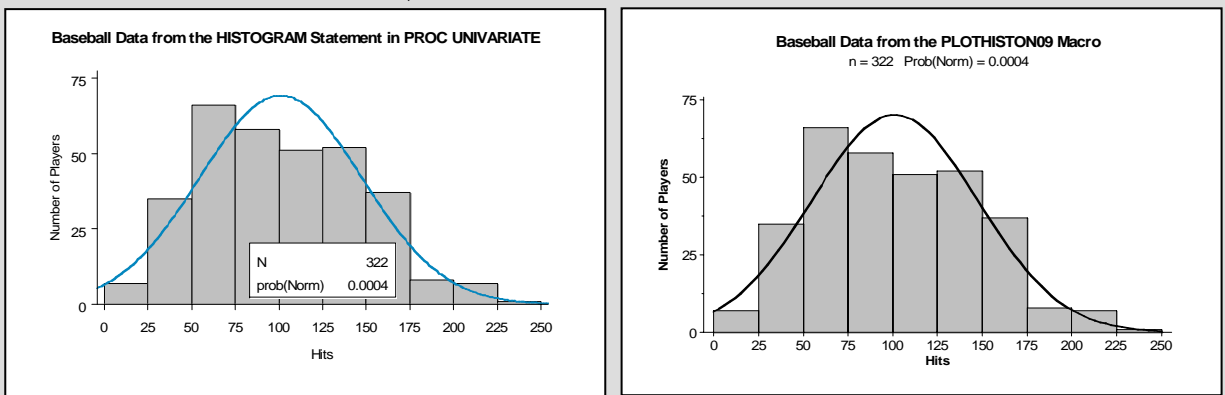 Baseball Data from the HISTOGRAM Statement in PROC UNIVARIATE
75
50
25
0
Number of Players
N 322
prob(Norm) 0.0004
0 25 50 75 100 125 150 175 200 225 250
Hits
Baseball Data from the PLOTHISTON09 Macro
n = 322 Prob(Norm) = 0.0004
75
50
25
0
Number of Players
0 25 50 75 100 125 150 175 200 225 250
Hits